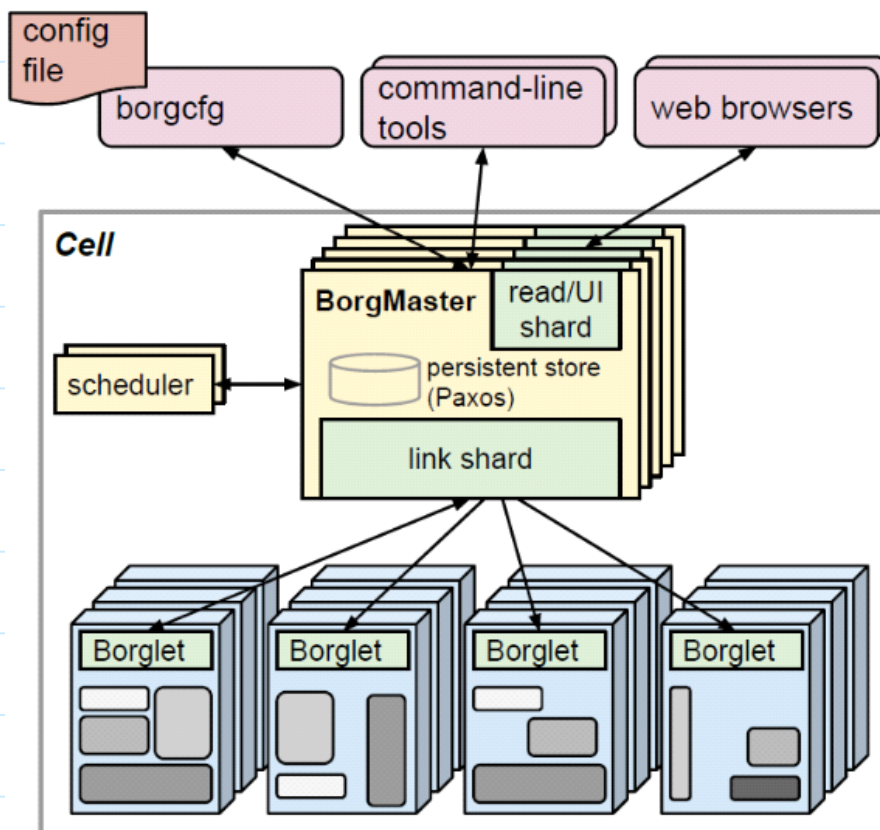 config
file
borgcfg
command-line
tools
web browsers
Cell
BorgMaster
read/UI
shard
persistent store
(Paxos)
scheduler
link shard
Borglet
Borglet
Borglet
Borglet